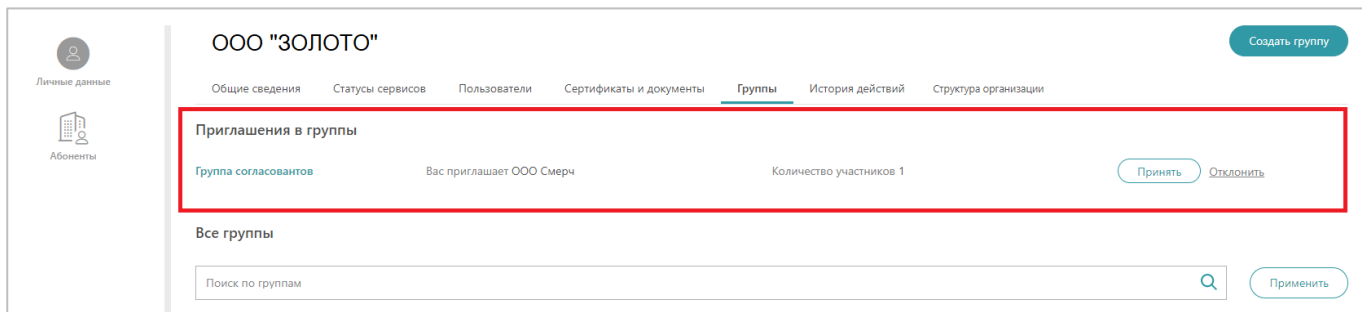 ООО "ЗОЛОТО"
Создать группу
Личные данные
Общие сведения Статусы сервисов Пользователи Сертификаты и документы Группы История действий Структура организации
Абоненты
Приглашения в группы
Группа согласовантов Вас приглашает ООО Смерч Количество участников 1 Принять Отклонить
Все группы
Поиск по группам Применить